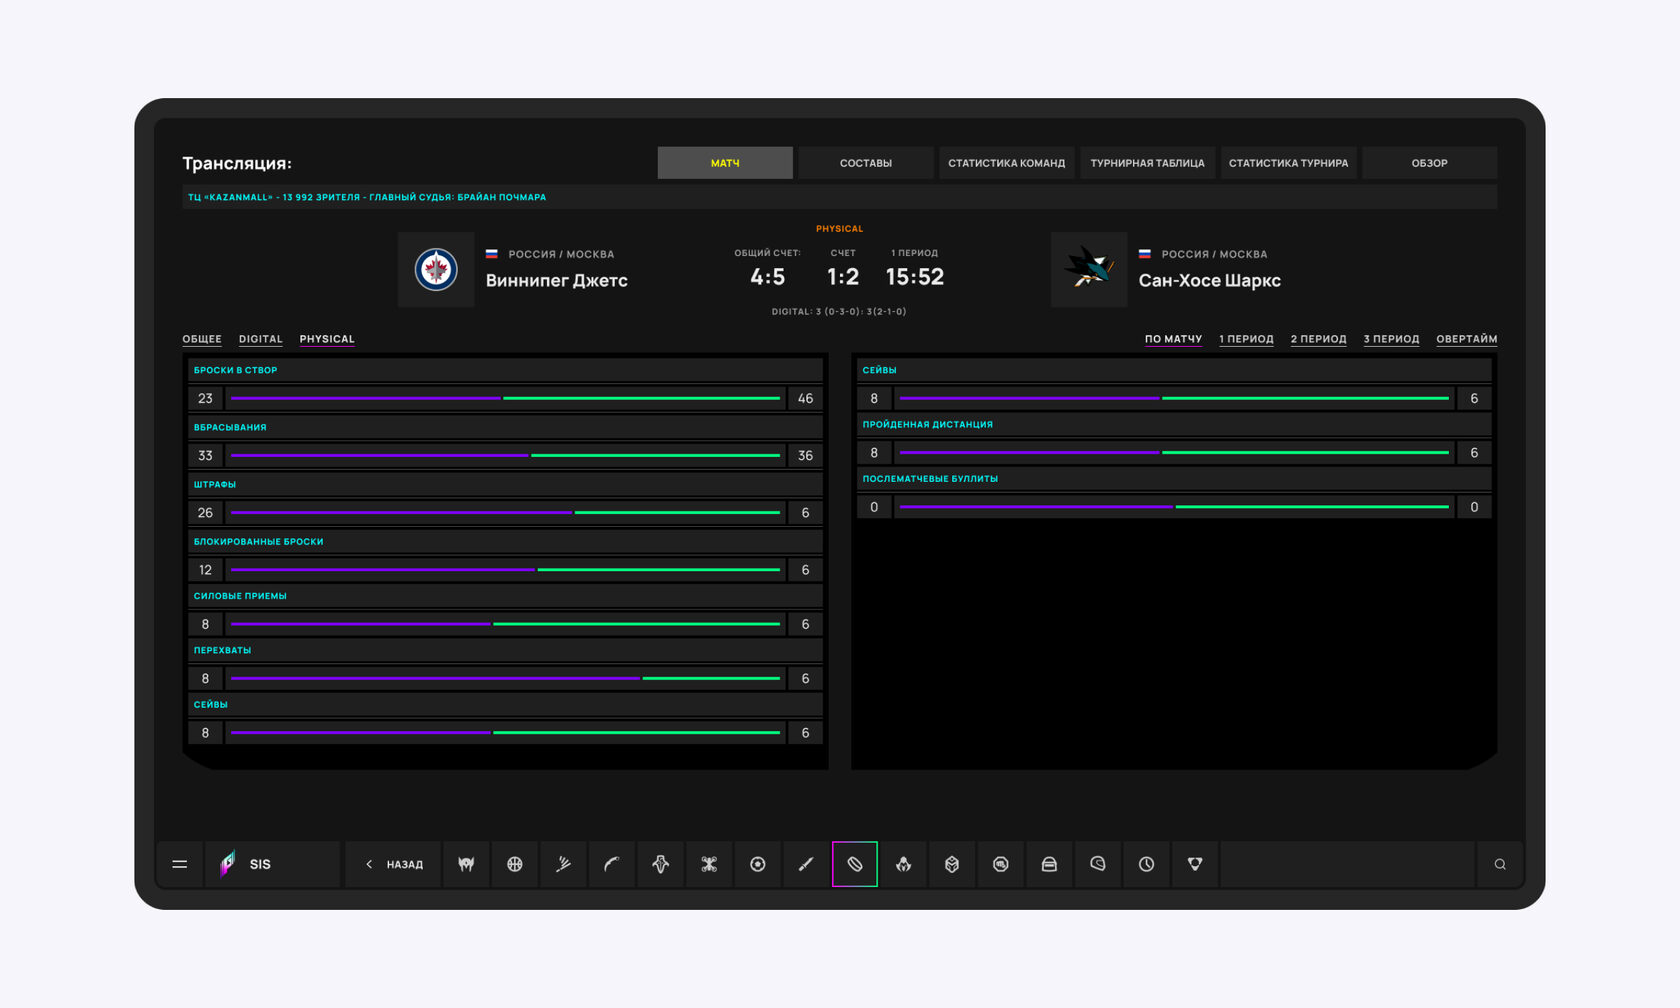 Трансляция:
МАТЧ
СОСТАВЫ
СТАТИСТИКА КОМАНД
ТУРНИРНАЯ ТАБЛИЦА
СТАТИСТИКА ТУРНИРА
ОБЗОР
ТЦ «KAZANMALL» - 13 992 ЗРИТЕЛЯ - ГЛАВНЫЙ СУДЬЯ: БРАЙАН ПОЧМАРА
PHYSICAL
РОССИЯ / МОСКВА
Виннипег Джетс
ОБЩИЙ СЧЕТ:
СЧЕТ
1 ПЕРИОД
4:5
1:2
15:52
DIGITAL: 3 (0-3-0): 3(2-1-0)
РОССИЯ / МОСКВА
Сан-Хосе Шаркс
ОБЩЕЕ
DIGITAL
PHYSICAL
ПО МАТЧУ
1 ПЕРИОД
2 ПЕРИОД
3 ПЕРИОД
ОВЕРТАЙМ
БРОСКИ В СТВОР
23
46
ВБРАСЫВАНИЯ
33
36
ШТРАФЫ
26
6
БЛОКИРОВАННЫЕ БРОСКИ
12
6
СИЛОВЫЕ ПРИЕМЫ
8
6
ПЕРЕХВАТЫ
8
6
СЕЙВЫ
8
6
СЕЙВЫ
8
6
ПРОЙДЕННАЯ ДИСТАНЦИЯ
8
6
ПОСЛЕМАТЧЕВЫЕ БУЛЛИТЫ
0
0
SIS
НАЗАД